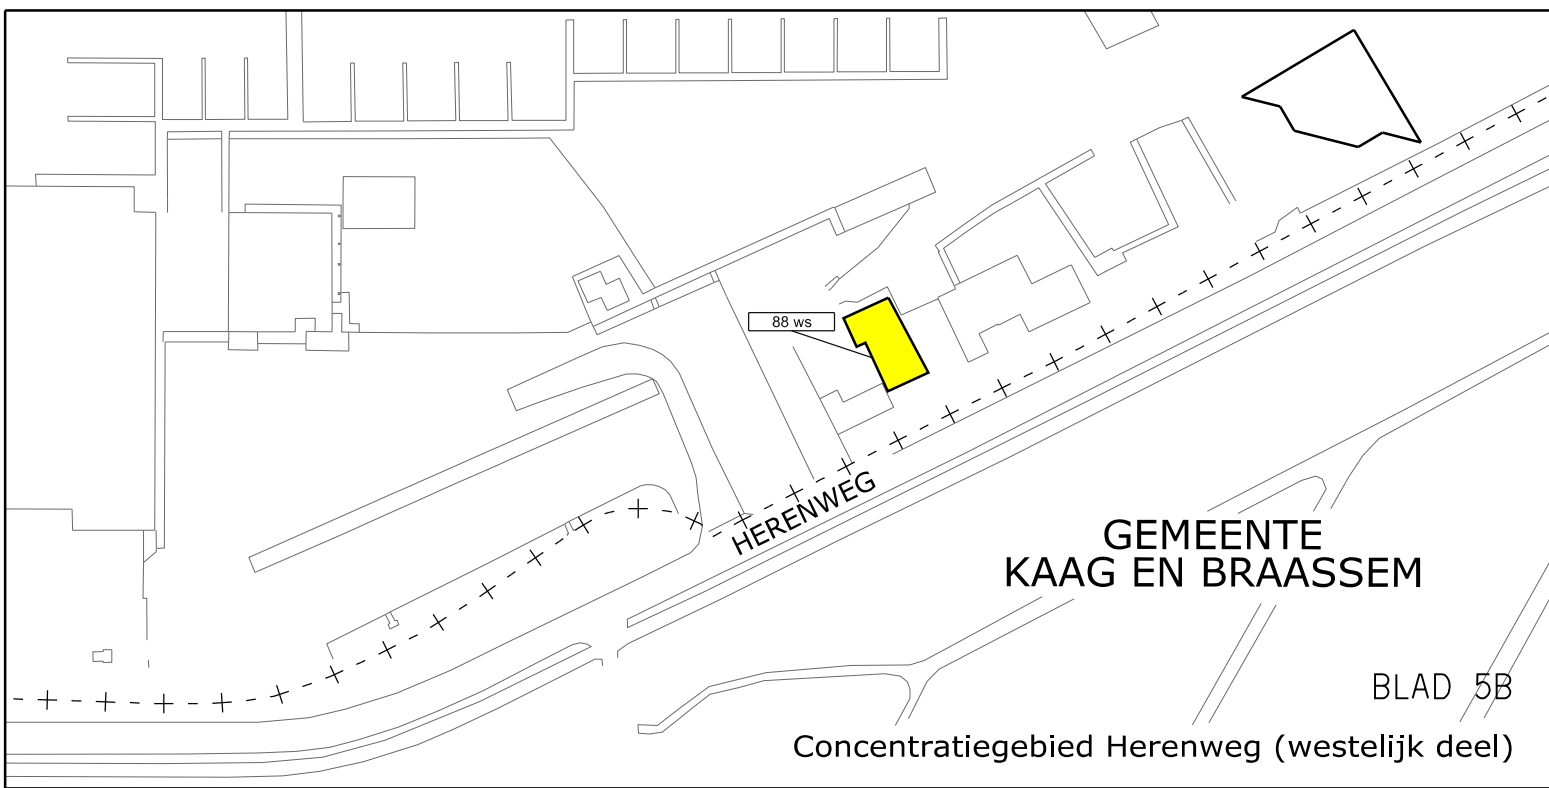 88 ws
HERENWEG
GEMEENTE
KAAG EN BRAASSEM
BLAD 5B
Concentratiegebied Herenweg (westelijk deel)